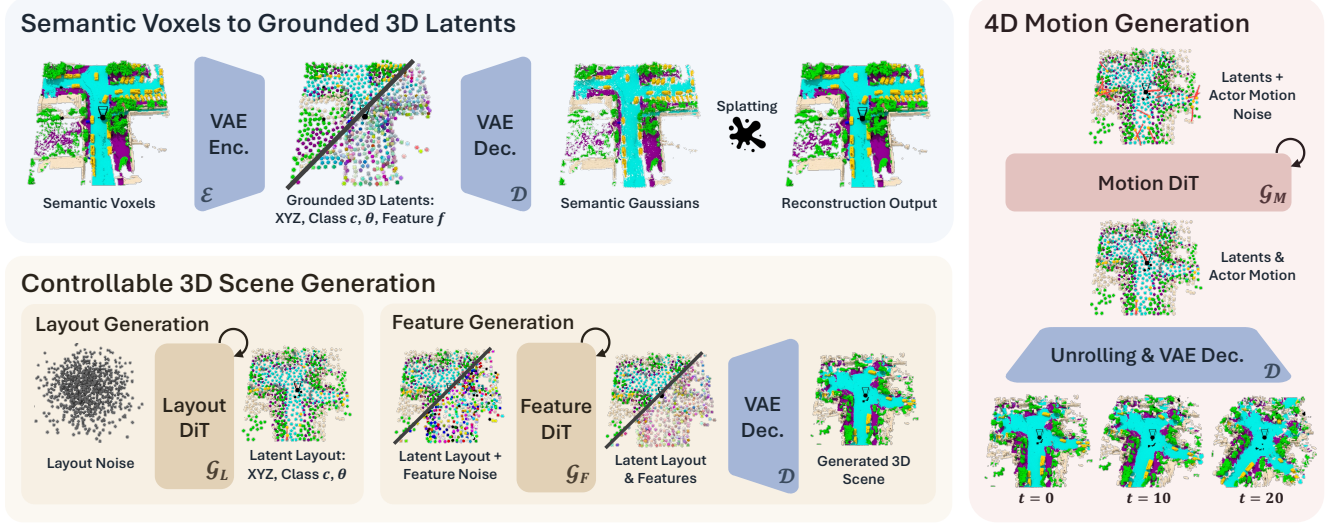 Semantic Voxels to Grounded 3D Latents
VAE
Enc.
ℰ
VAE
Dec.
𝒟
Splatting
Semantic Voxels
Grounded 3D Latents:
XYZ, Class c, θ, Feature f
Semantic Gaussians
Reconstruction Output
Controllable 3D Scene Generation
Layout Generation
Layout
DiT
𝒢L
Layout Noise
Latent Layout:
XYZ, Class c, θ
Feature Generation
Latent Layout +
Feature Noise
Feature
DiT
𝒢F
Latent Layout
& Features
VAE
Dec.
𝒟
Generated 3D
Scene
4D Motion Generation
Latents +
Actor Motion
Noise
Motion DiT
𝒢M
Latents &
Actor Motion
Unrolling & VAE Dec.
𝒟
t = 0
t = 10
t = 20